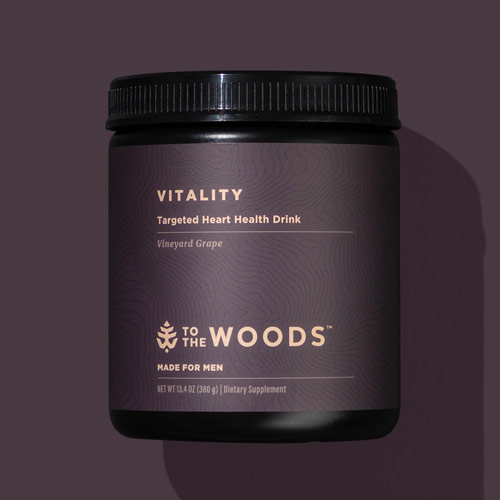 VITALITY
Targeted Heart Health Drink
Vineyard Grape
TO THE WOODS™
MADE FOR MEN
NET WT 13.4 OZ (380 g) | Dietary Supplement